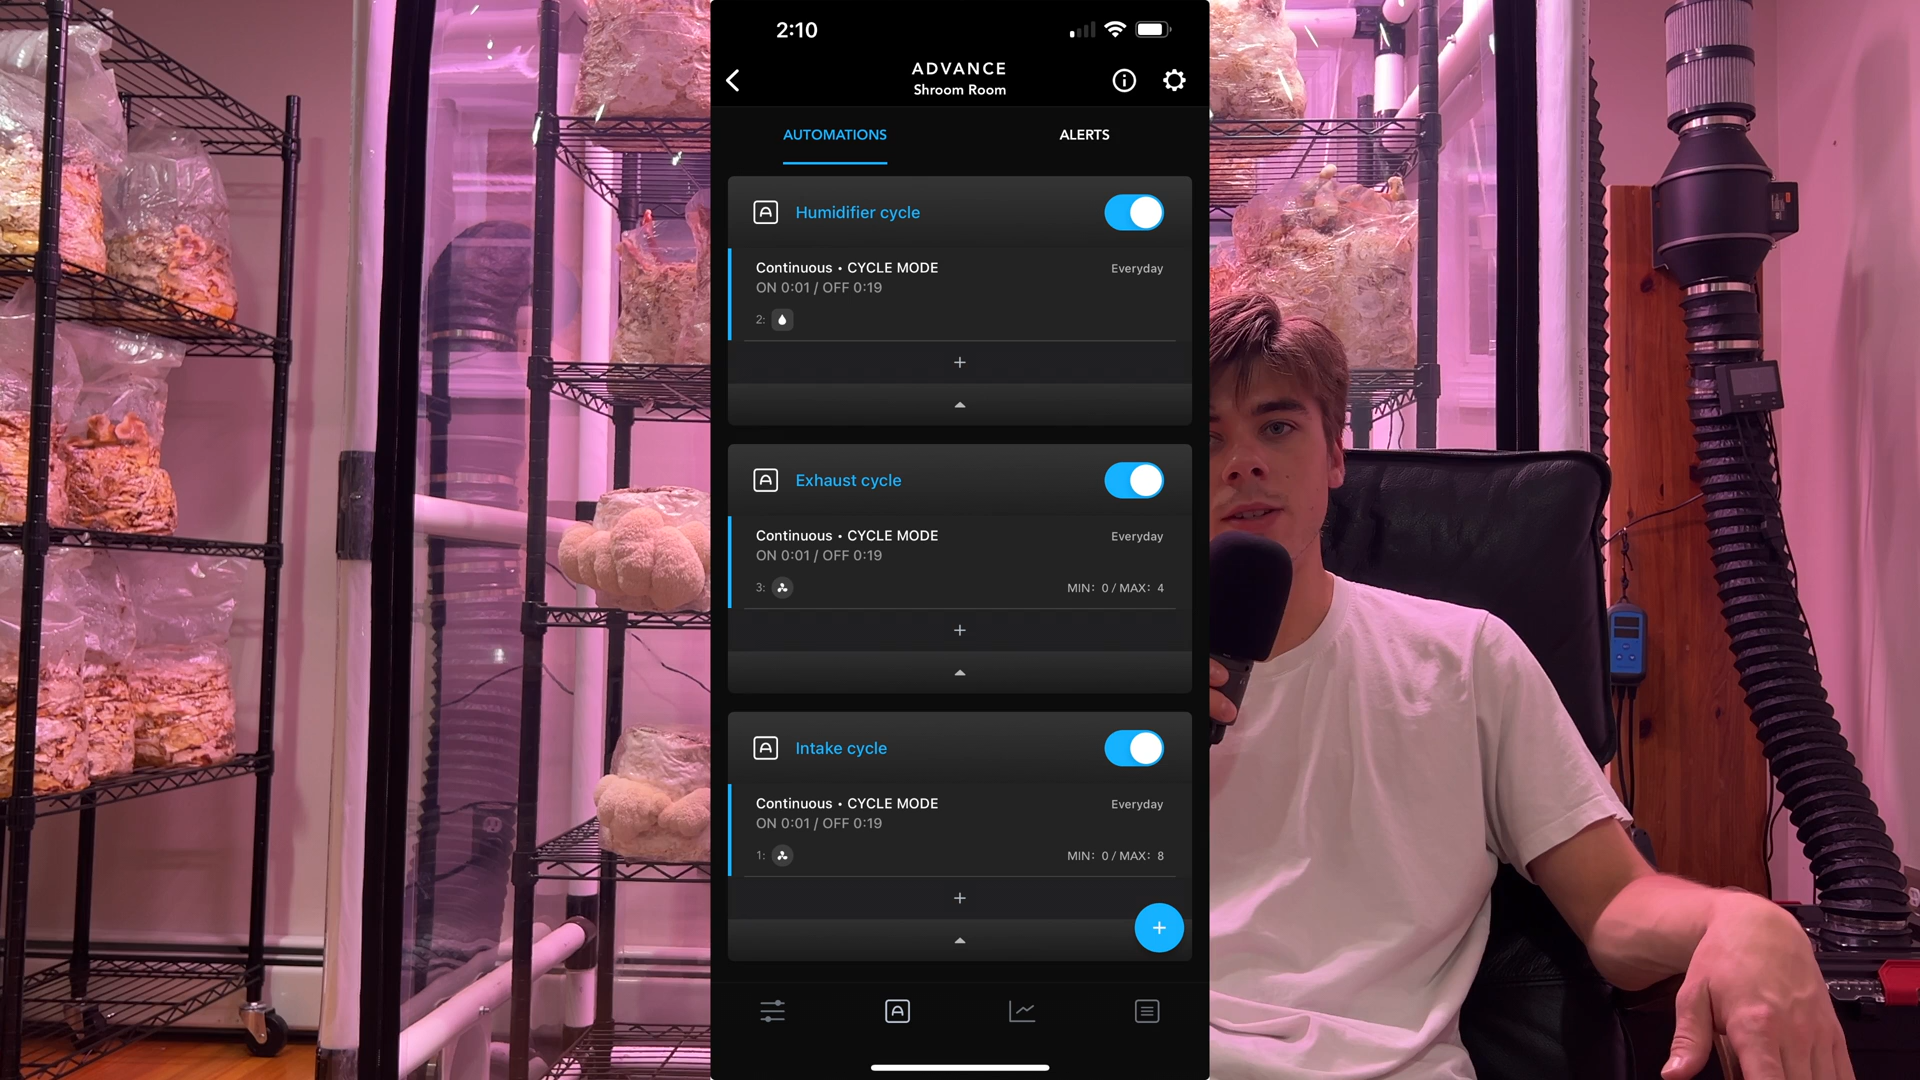 2:10
ADVANCE
Shroom Room
AUTOMATIONS
ALERTS
Humidifier cycle
Continuous • CYCLE MODE
Everyday
ON 0:01 / OFF 0:19
2:
Exhaust cycle
Continuous • CYCLE MODE
Everyday
ON 0:01 / OFF 0:19
3:
MIN: 0 / MAX: 4
Intake cycle
Continuous • CYCLE MODE
Everyday
ON 0:01 / OFF 0:19
1:
MIN: 0 / MAX: 8